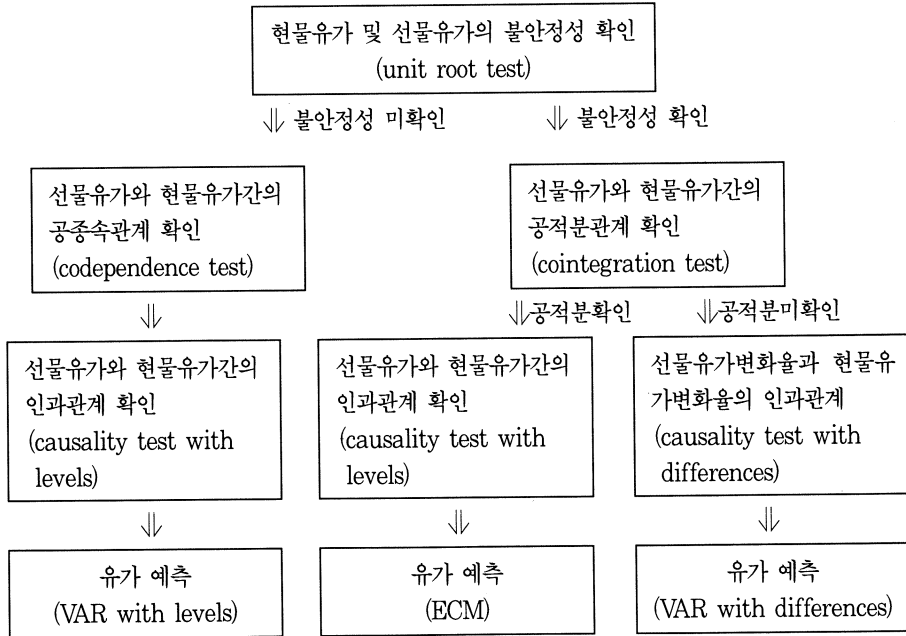 현물유가 및 선물유가의 불안정성 확인
(unit root test)
⇓ 불안정성 미확인
⇓ 불안정성 확인
선물유가와 현물유가간의
공종속관계 확인
(codependence test)
선물유가와 현물유가간의
공적분관계 확인
(cointegration test)
⇓
⇓공적분확인
⇓공적분미확인
선물유가와 현물유가간의
인과관계 확인
(causality test with
levels)
선물유가와 현물유가간의
인과관계 확인
(causality test with
levels)
선물유가변화율과 현물유
가변화율의 인과관계
(causality test with
differences)
⇓
⇓
⇓
유가 예측
(VAR with levels)
유가 예측
(ECM)
유가 예측
(VAR with differences)